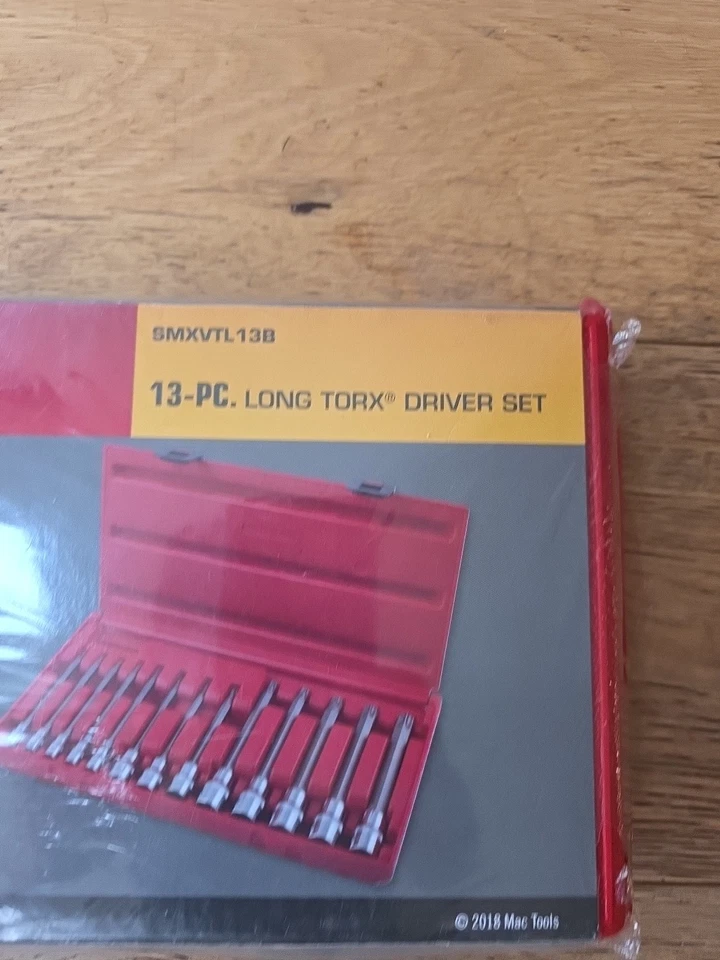 SMXVTL13B
13-PC. LONG TORX® DRIVER SET
© 2018 Mac Tools